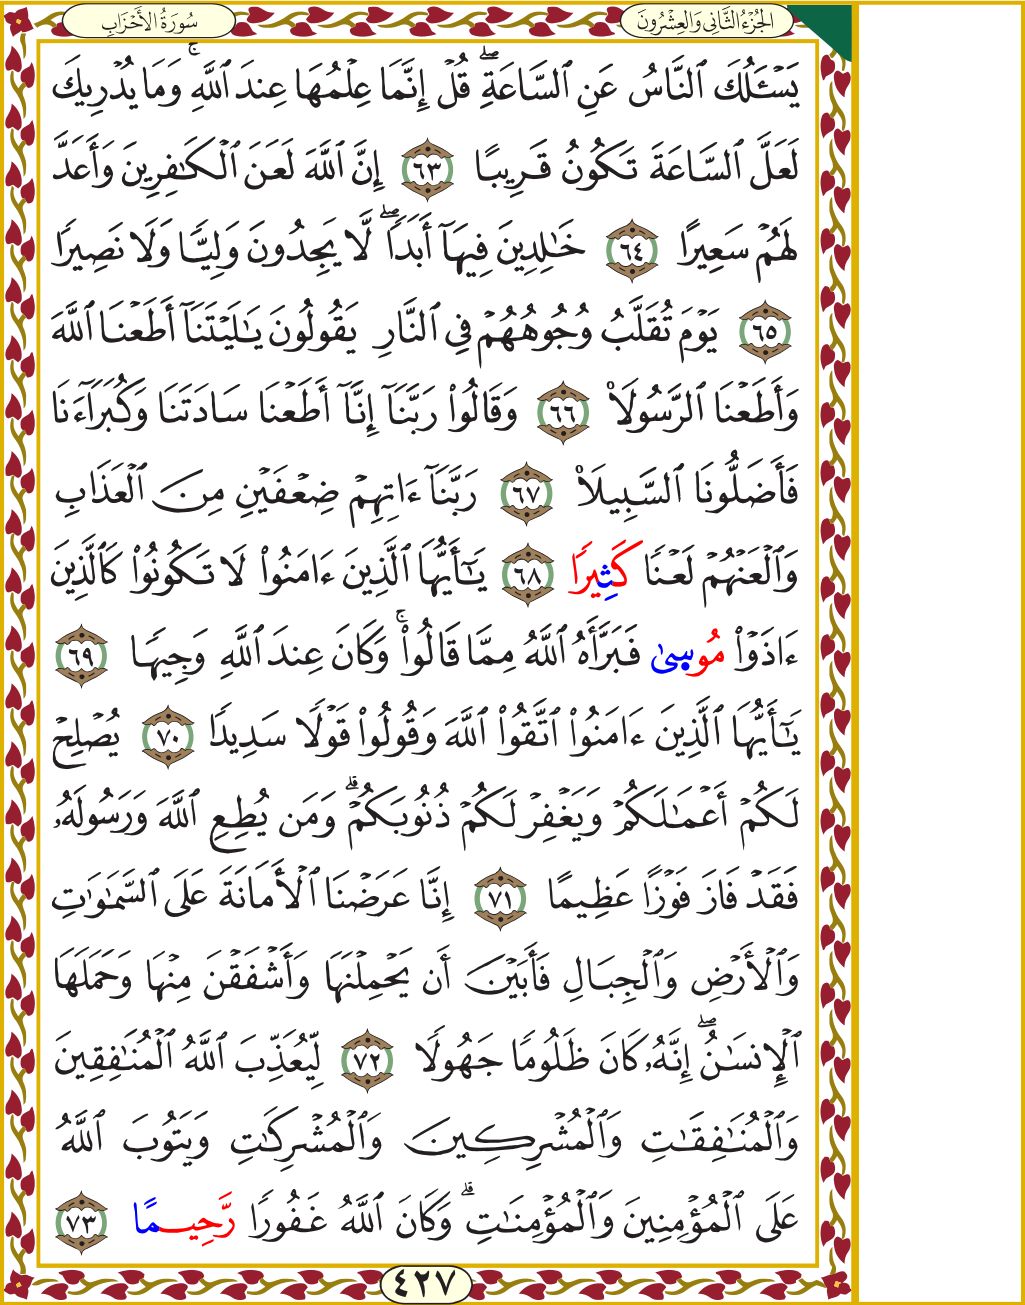 سُورَةُ الأَحْزَابِ
الجُزْءُ الثَّانِي وَالعِشْرُونَ
يَسْـَٔلُكَ ٱلنَّاسُ عَنِ ٱلسَّاعَةِۖ قُلْ إِنَّمَا عِلْمُهَا عِندَ ٱللَّهِۚ وَمَا يُدْرِيكَ
لَعَلَّ ٱلسَّاعَةَ تَكُونُ قَرِيبًا ٦٣ إِنَّ ٱللَّهَ لَعَنَ ٱلْكَٰفِرِينَ وَأَعَدَّ
لَهُمْ سَعِيرًا ٦٤ خَٰلِدِينَ فِيهَآ أَبَدًاۖ لَّا يَجِدُونَ وَلِيًّا وَلَا نَصِيرًا
٦٥ يَوْمَ تُقَلَّبُ وُجُوهُهُمْ فِى ٱلنَّارِ يَقُولُونَ يَٰلَيْتَنَآ أَطَعْنَا ٱللَّهَ
وَأَطَعْنَا ٱلرَّسُولَا۠ ٦٦ وَقَالُوا۟ رَبَّنَآ إِنَّآ أَطَعْنَا سَادَتَنَا وَكُبَرَآءَنَا
فَأَضَلُّونَا ٱلسَّبِيلَا۠ ٦٧ رَبَّنَآ ءَاتِهِمْ ضِعْفَيْنِ مِنَ ٱلْعَذَابِ
وَٱلْعَنْهُمْ لَعْنًا كَثِيرًا ٦٨ يَٰٓأَيُّهَا ٱلَّذِينَ ءَامَنُوا۟ لَا تَكُونُوا۟ كَٱلَّذِينَ
ءَاذَوْا۟ مُوسٜىٰ فَبَرَّأَهُ ٱللَّهُ مِمَّا قَالُوا۟ۚ وَكَانَ عِندَ ٱللَّهِ وَجِيهًا ٦٩
يَٰٓأَيُّهَا ٱلَّذِينَ ءَامَنُوا۟ ٱتَّقُوا۟ ٱللَّهَ وَقُولُوا۟ قَوْلًا سَدِيدًا ٧٠ يُصْلِحْ
لَكُمْ أَعْمَٰلَكُمْ وَيَغْفِرْ لَكُمْ ذُنُوبَكُمْۗ وَمَن يُطِعِ ٱللَّهَ وَرَسُولَهُۥ
فَقَدْ فَازَ فَوْزًا عَظِيمًا ٧١ إِنَّا عَرَضْنَا ٱلْأَمَانَةَ عَلَى ٱلسَّمَٰوَٰتِ
وَٱلْأَرْضِ وَٱلْجِبَالِ فَأَبَيْنَ أَن يَحْمِلْنَهَا وَأَشْفَقْنَ مِنْهَا وَحَمَلَهَا
ٱلْإِنسَٰنُۖ إِنَّهُۥ كَانَ ظَلُومًا جَهُولًا ٧٢ لِّيُعَذِّبَ ٱللَّهُ ٱلْمُنَٰفِقِينَ
وَٱلْمُنَٰفِقَٰتِ وَٱلْمُشْرِكِينَ وَٱلْمُشْرِكَٰتِ وَيَتُوبَ ٱللَّهُ
عَلَى ٱلْمُؤْمِنِينَ وَٱلْمُؤْمِنَٰتِۗ وَكَانَ ٱللَّهُ غَفُورًا رَّحِيمًا ٧٣
٤٢٧